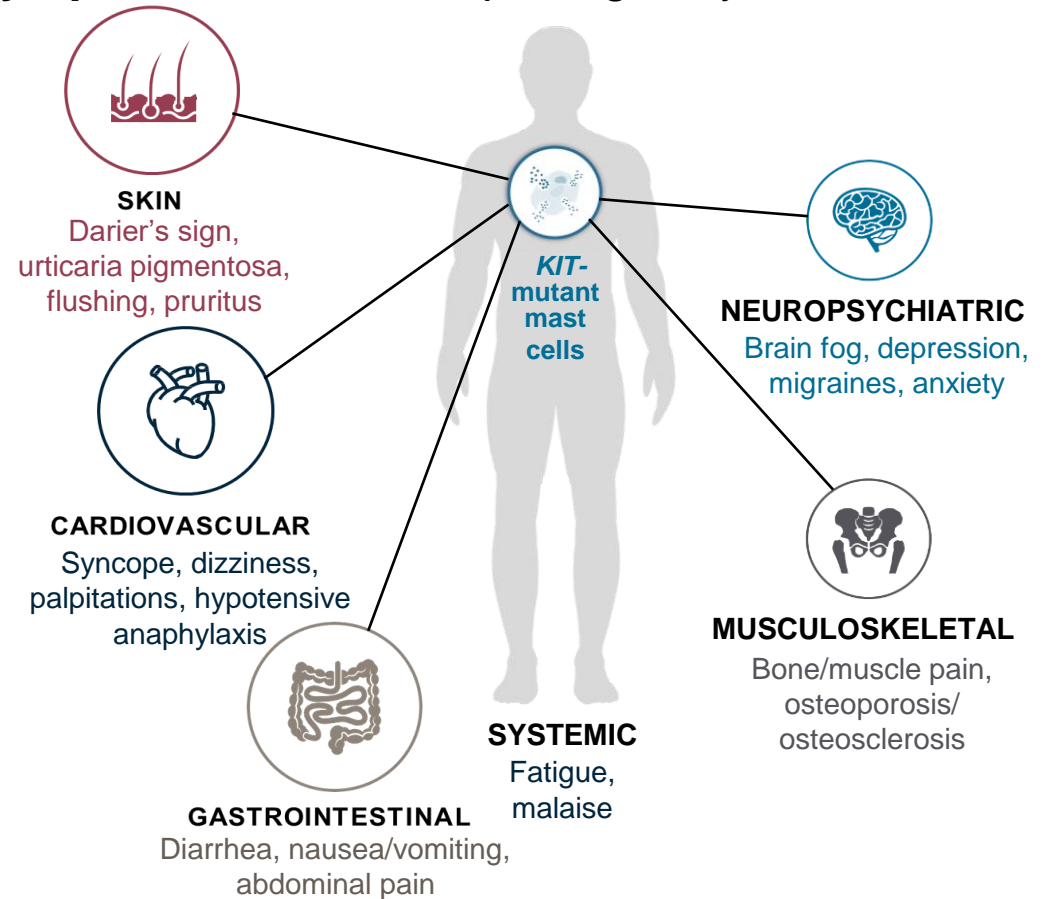 SKIN
Darier's sign,
urticaria pigmentosa,
flushing, pruritus
KIT-
mutant
mast
cells
NEUROPSYCHIATRIC
Brain fog, depression,
migraines, anxiety
CARDIOVASCULAR
Syncope, dizziness,
palpitations, hypotensive
anaphylaxis
MUSCULOSKELETAL
Bone/muscle pain,
osteoporosis/
osteosclerosis
SYSTEMIC
Fatigue,
malaise
GASTROINTESTINAL
Diarrhea, nausea/vomiting,
abdominal pain